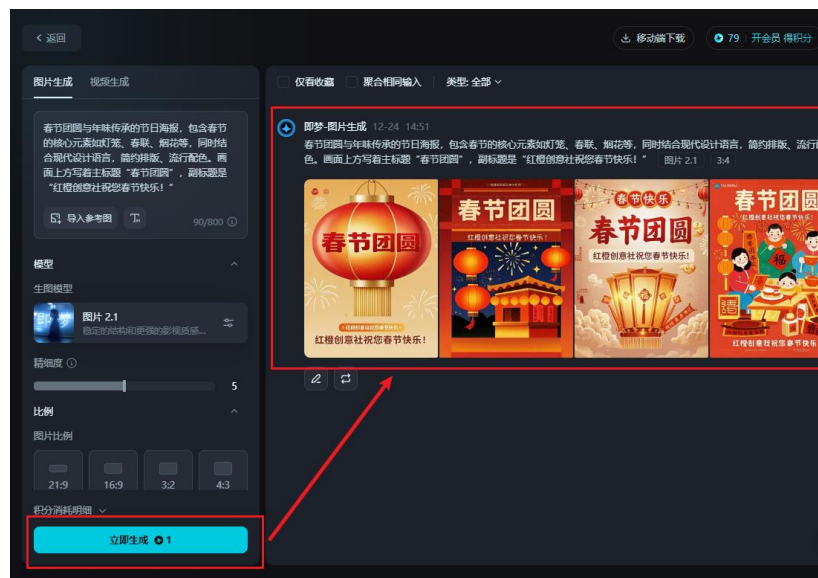 返回
移动端下载
79 开会员 得积分
图片生成 视频生成
仅看收藏 聚合相同输入 类型: 全部
春节团圆与年味传承的节日海报，包含春节
的核心元素如灯笼、春联、烟花等，同时结
合现代设计语言，简约排版、流行配色。画
面上方写着主标题“春节团圆”，副标题是
“红橙创意社祝您春节快乐！“
导入参考图
90/800
模型
生图模型
图片 2.1
稳定的结构和更强的影视质感...
精细度
5
比例
图片比例
21:9 16:9 3:2 4:3
积分消耗明细
立即生成 1
即梦-图片生成 12-24 14:51
春节团圆与年味传承的节日海报，包含春节的核心元素如灯笼、春联、烟花等，同时结合现代设计语言，简约排版、流行配
色。画面上方写着主标题“春节团圆”，副标题是“红橙创意社祝您春节快乐！“ 图片 2.1 3:4
春节团圆
红橙创意社祝您春节快乐!
春节团圆
红橙创意社祝您春节快乐!
春节快乐
春节团圆
红橙创意社祝您春节快乐!
春节团圆
福
红橙创意社祝您春节快乐